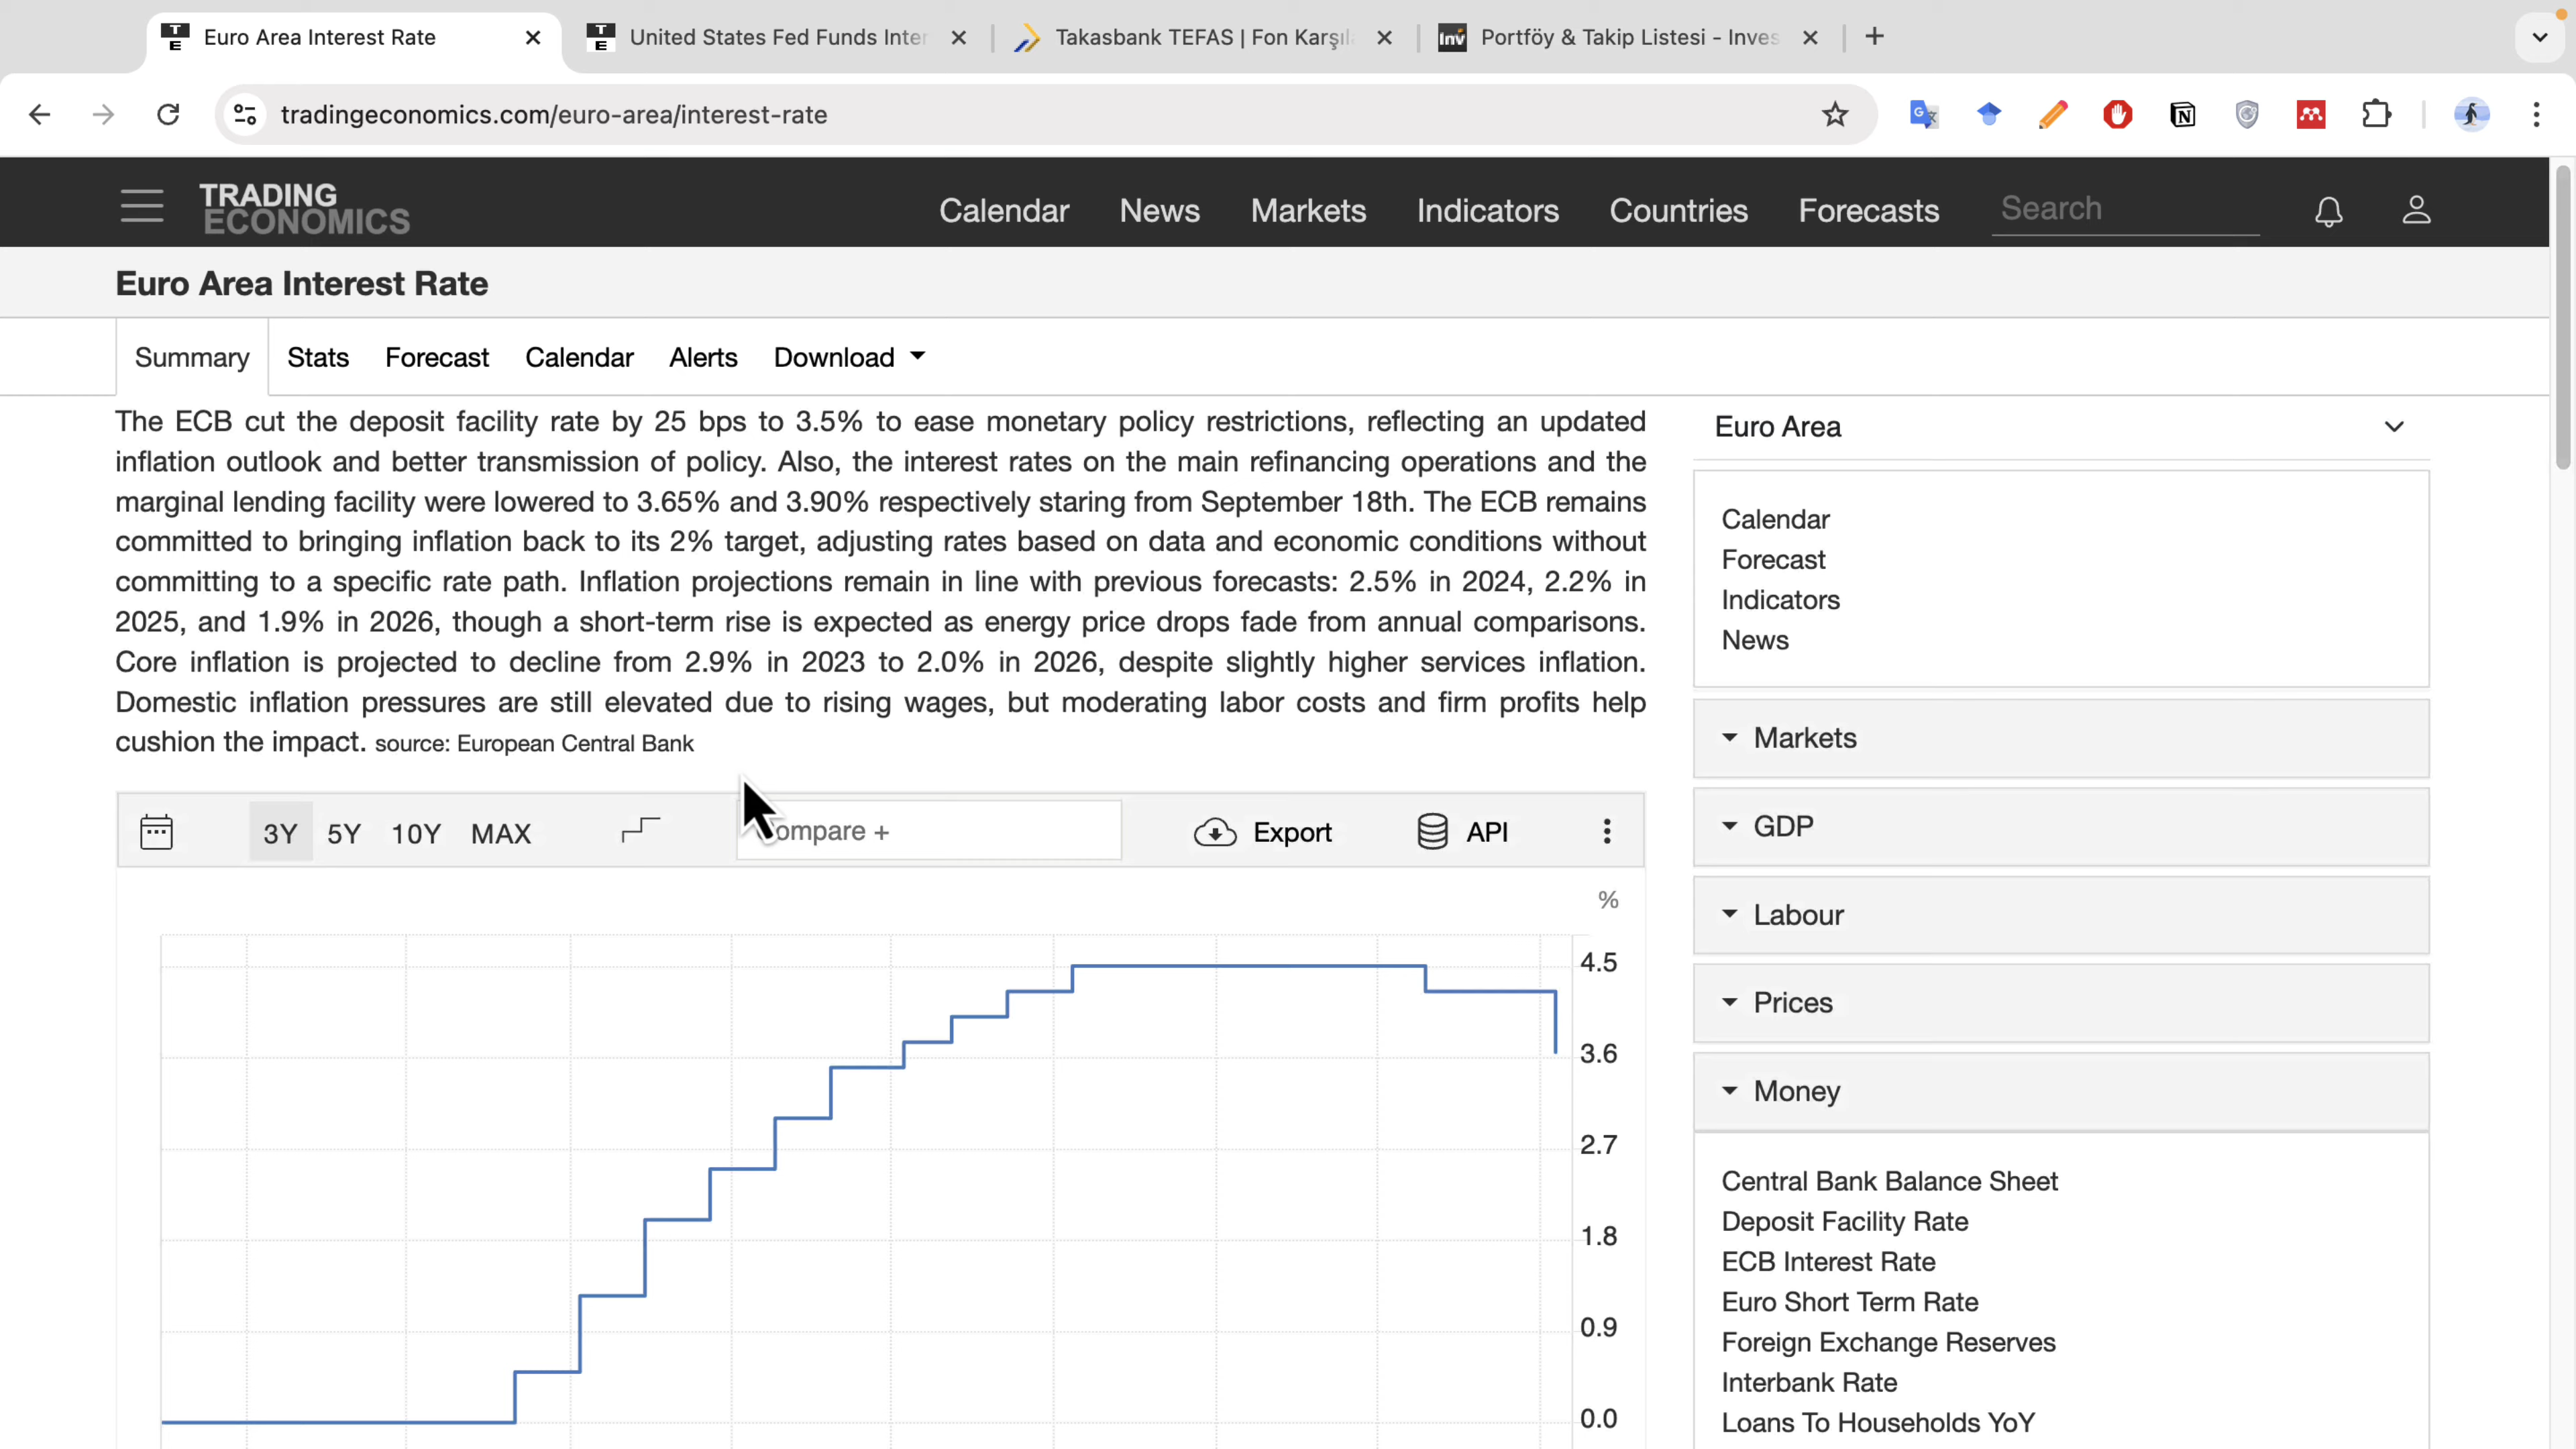 Euro Area Interest Rate
United States Fed Funds Inter
Takasbank TEFAS | Fon Karşıla
Inv
Portföy & Takip Listesi - Inves
tradingeconomics.com/euro-area/interest-rate
TRADING
ECONOMICS
Calendar
News
Markets
Indicators
Countries
Forecasts
Search
Euro Area Interest Rate
Summary
Stats
Forecast
Calendar
Alerts
Download
The ECB cut the deposit facility rate by 25 bps to 3.5% to ease monetary policy restrictions, reflecting an updated
inflation outlook and better transmission of policy. Also, the interest rates on the main refinancing operations and the
marginal lending facility were lowered to 3.65% and 3.90% respectively staring from September 18th. The ECB remains
committed to bringing inflation back to its 2% target, adjusting rates based on data and economic conditions without
committing to a specific rate path. Inflation projections remain in line with previous forecasts: 2.5% in 2024, 2.2% in
2025, and 1.9% in 2026, though a short-term rise is expected as energy price drops fade from annual comparisons.
Core inflation is projected to decline from 2.9% in 2023 to 2.0% in 2026, despite slightly higher services inflation.
Domestic inflation pressures are still elevated due to rising wages, but moderating labor costs and firm profits help
cushion the impact. source: European Central Bank
3Y
5Y
10Y
MAX
ompare +
Export
API
%
4.5
3.6
2.7
1.8
0.9
0.0
Euro Area
Calendar
Forecast
Indicators
News
Markets
GDP
Labour
Prices
Money
Central Bank Balance Sheet
Deposit Facility Rate
ECB Interest Rate
Euro Short Term Rate
Foreign Exchange Reserves
Interbank Rate
Loans To Households YoY